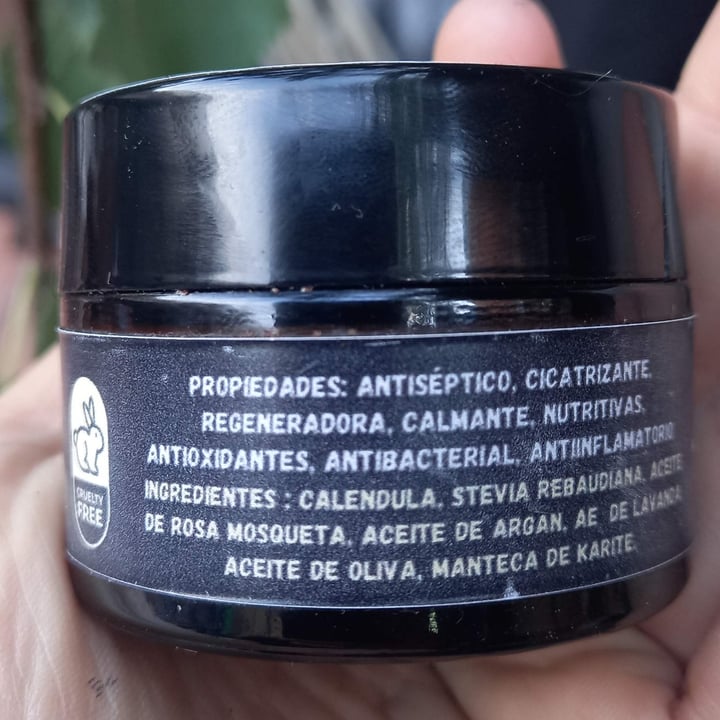 PROPIEDADES: ANTISÉPTICO, CICATRIZANTE,
REGENERADORA, CALMANTE, NUTRITIVAS,
ANTIOXIDANTES, ANTIBACTERIAL, ANTIINFLAMATORIO
INGREDIENTES : CALENDULA, STEVIA REBAUDIANA, ACEITE
DE ROSA MOSQUETA, ACEITE DE ARGAN, AE DE LAVANDA,
ACEITE DE OLIVA, MANTECA DE KARITE,
CRUELTY
FREE